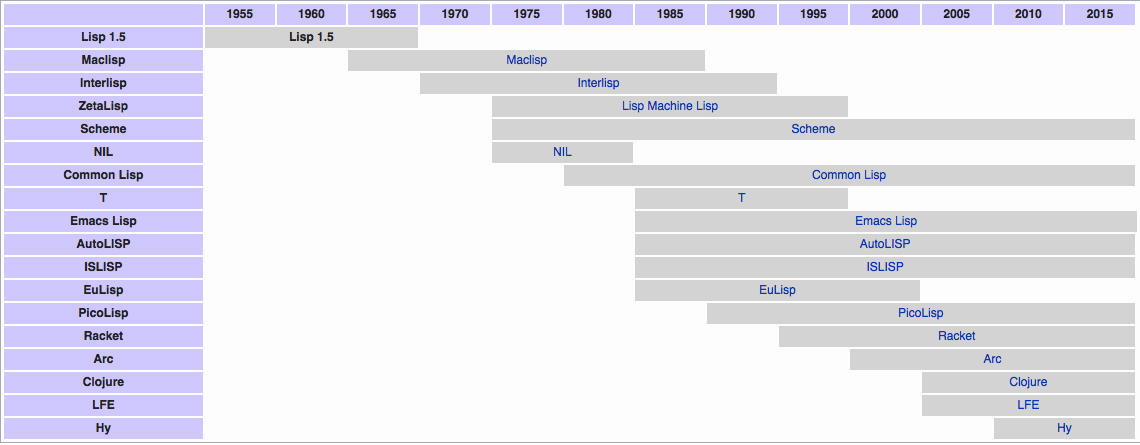 1955 1960 1965 1970 1975 1980 1985 1990 1995 2000 2005 2010 2015
Lisp 1.5 Lisp 1.5
Maclisp Maclisp
Interlisp Interlisp
ZetaLisp Lisp Machine Lisp
Scheme Scheme
NIL NIL
Common Lisp Common Lisp
T T
Emacs Lisp Emacs Lisp
AutoLISP AutoLISP
ISLISP ISLISP
EuLisp EuLisp
PicoLisp PicoLisp
Racket Racket
Arc Arc
Clojure Clojure
LFE LFE
Hy Hy